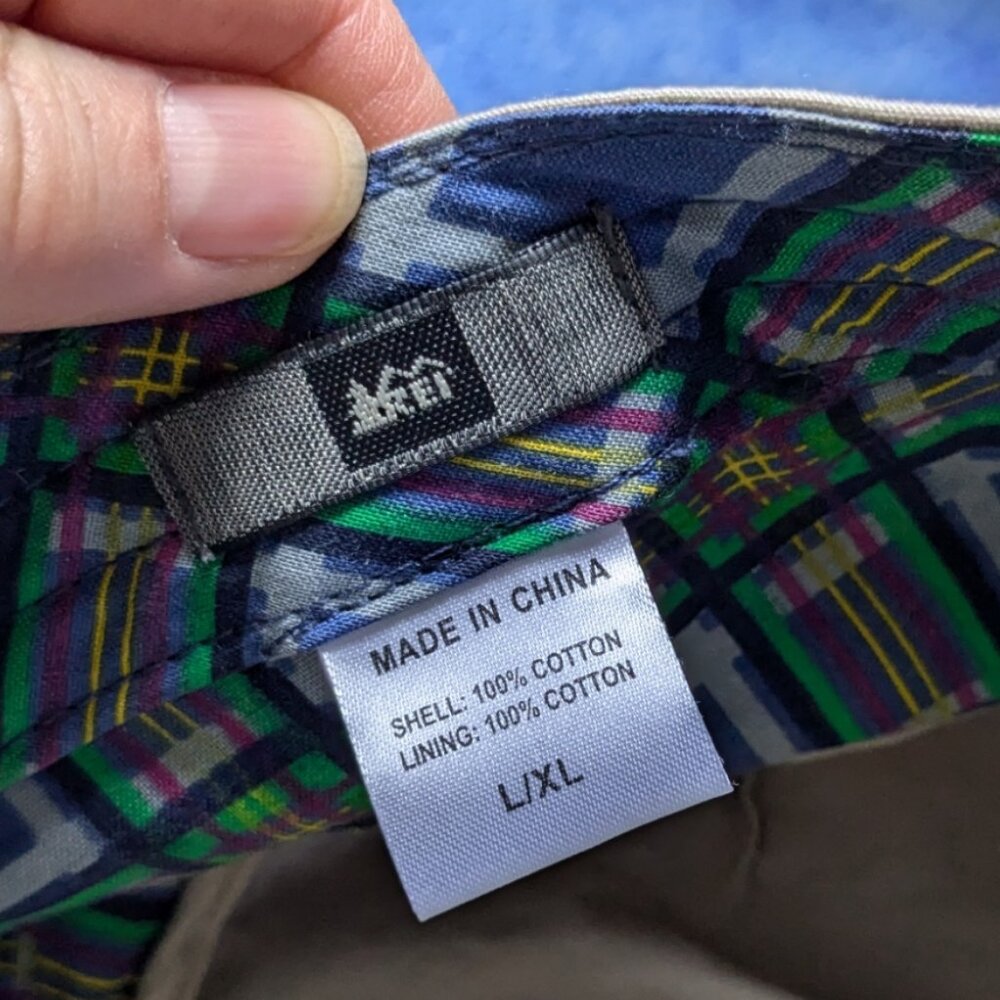 REI
MADE IN CHINA
SHELL: 100% COTTON
LINING: 100% COTTON
L/XL